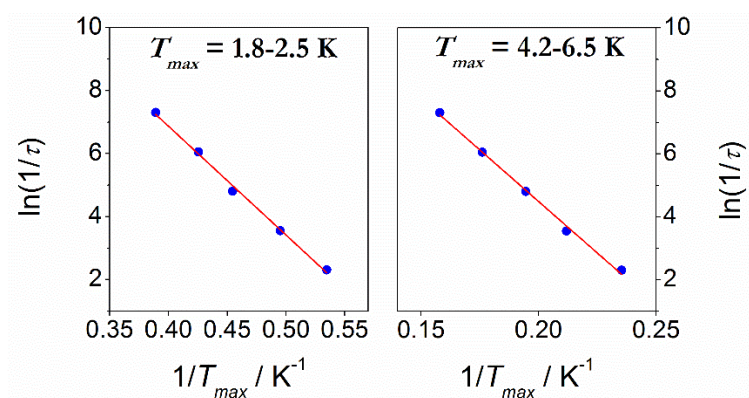 T_max = 1.8-2.5 K
T_max = 4.2-6.5 K
10
8
6
4
2
ln(1/τ)
0.35 0.40 0.45 0.50 0.55
1/T_max / K⁻¹
10
8
6
4
2
ln(1/τ)
0.15 0.20 0.25
1/T_max / K⁻¹